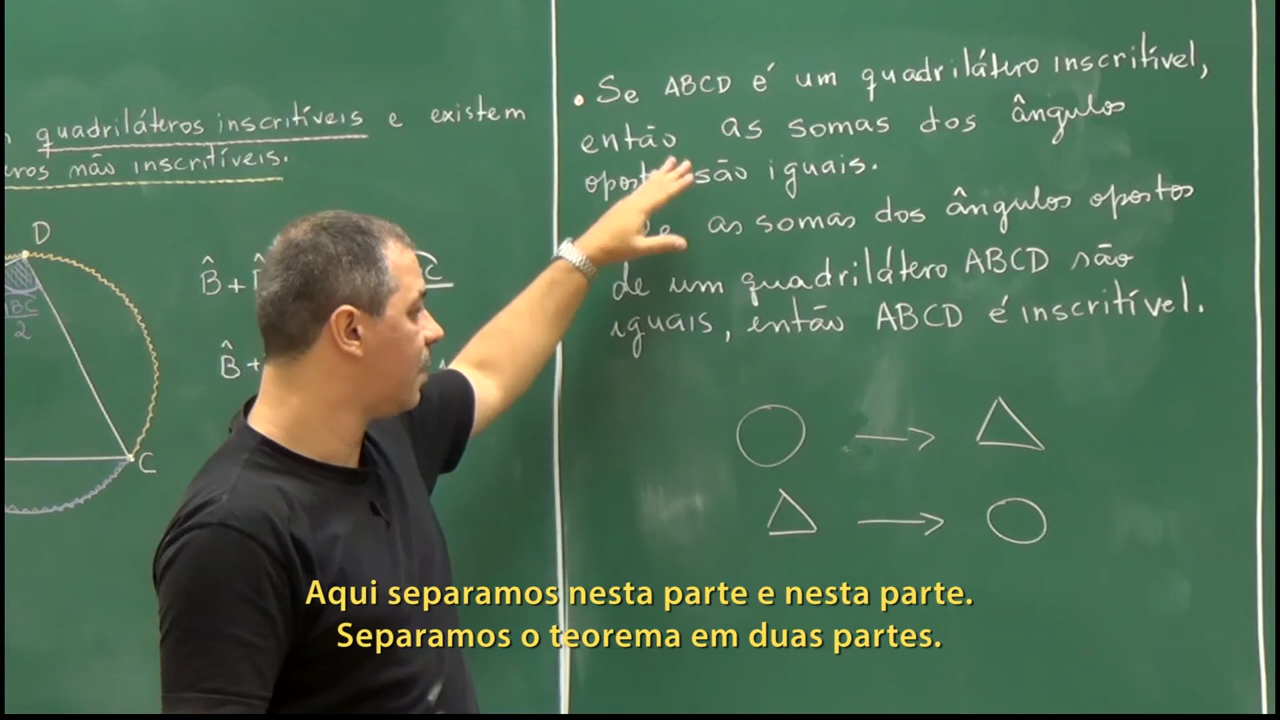 quadriláteros inscritíveis e existem
não inscritíveis.
D
C
ABC
2
B̂ +
C
B̂ +
• Se ABCD é um quadrilátero inscritível,
então as somas dos ângulos
são iguais.
as somas dos ângulos opostos
de um quadrilátero ABCD são
iguais, então ABCD é inscritível.
Aqui separamos nesta parte e nesta parte.
Separamos o teorema em duas partes.